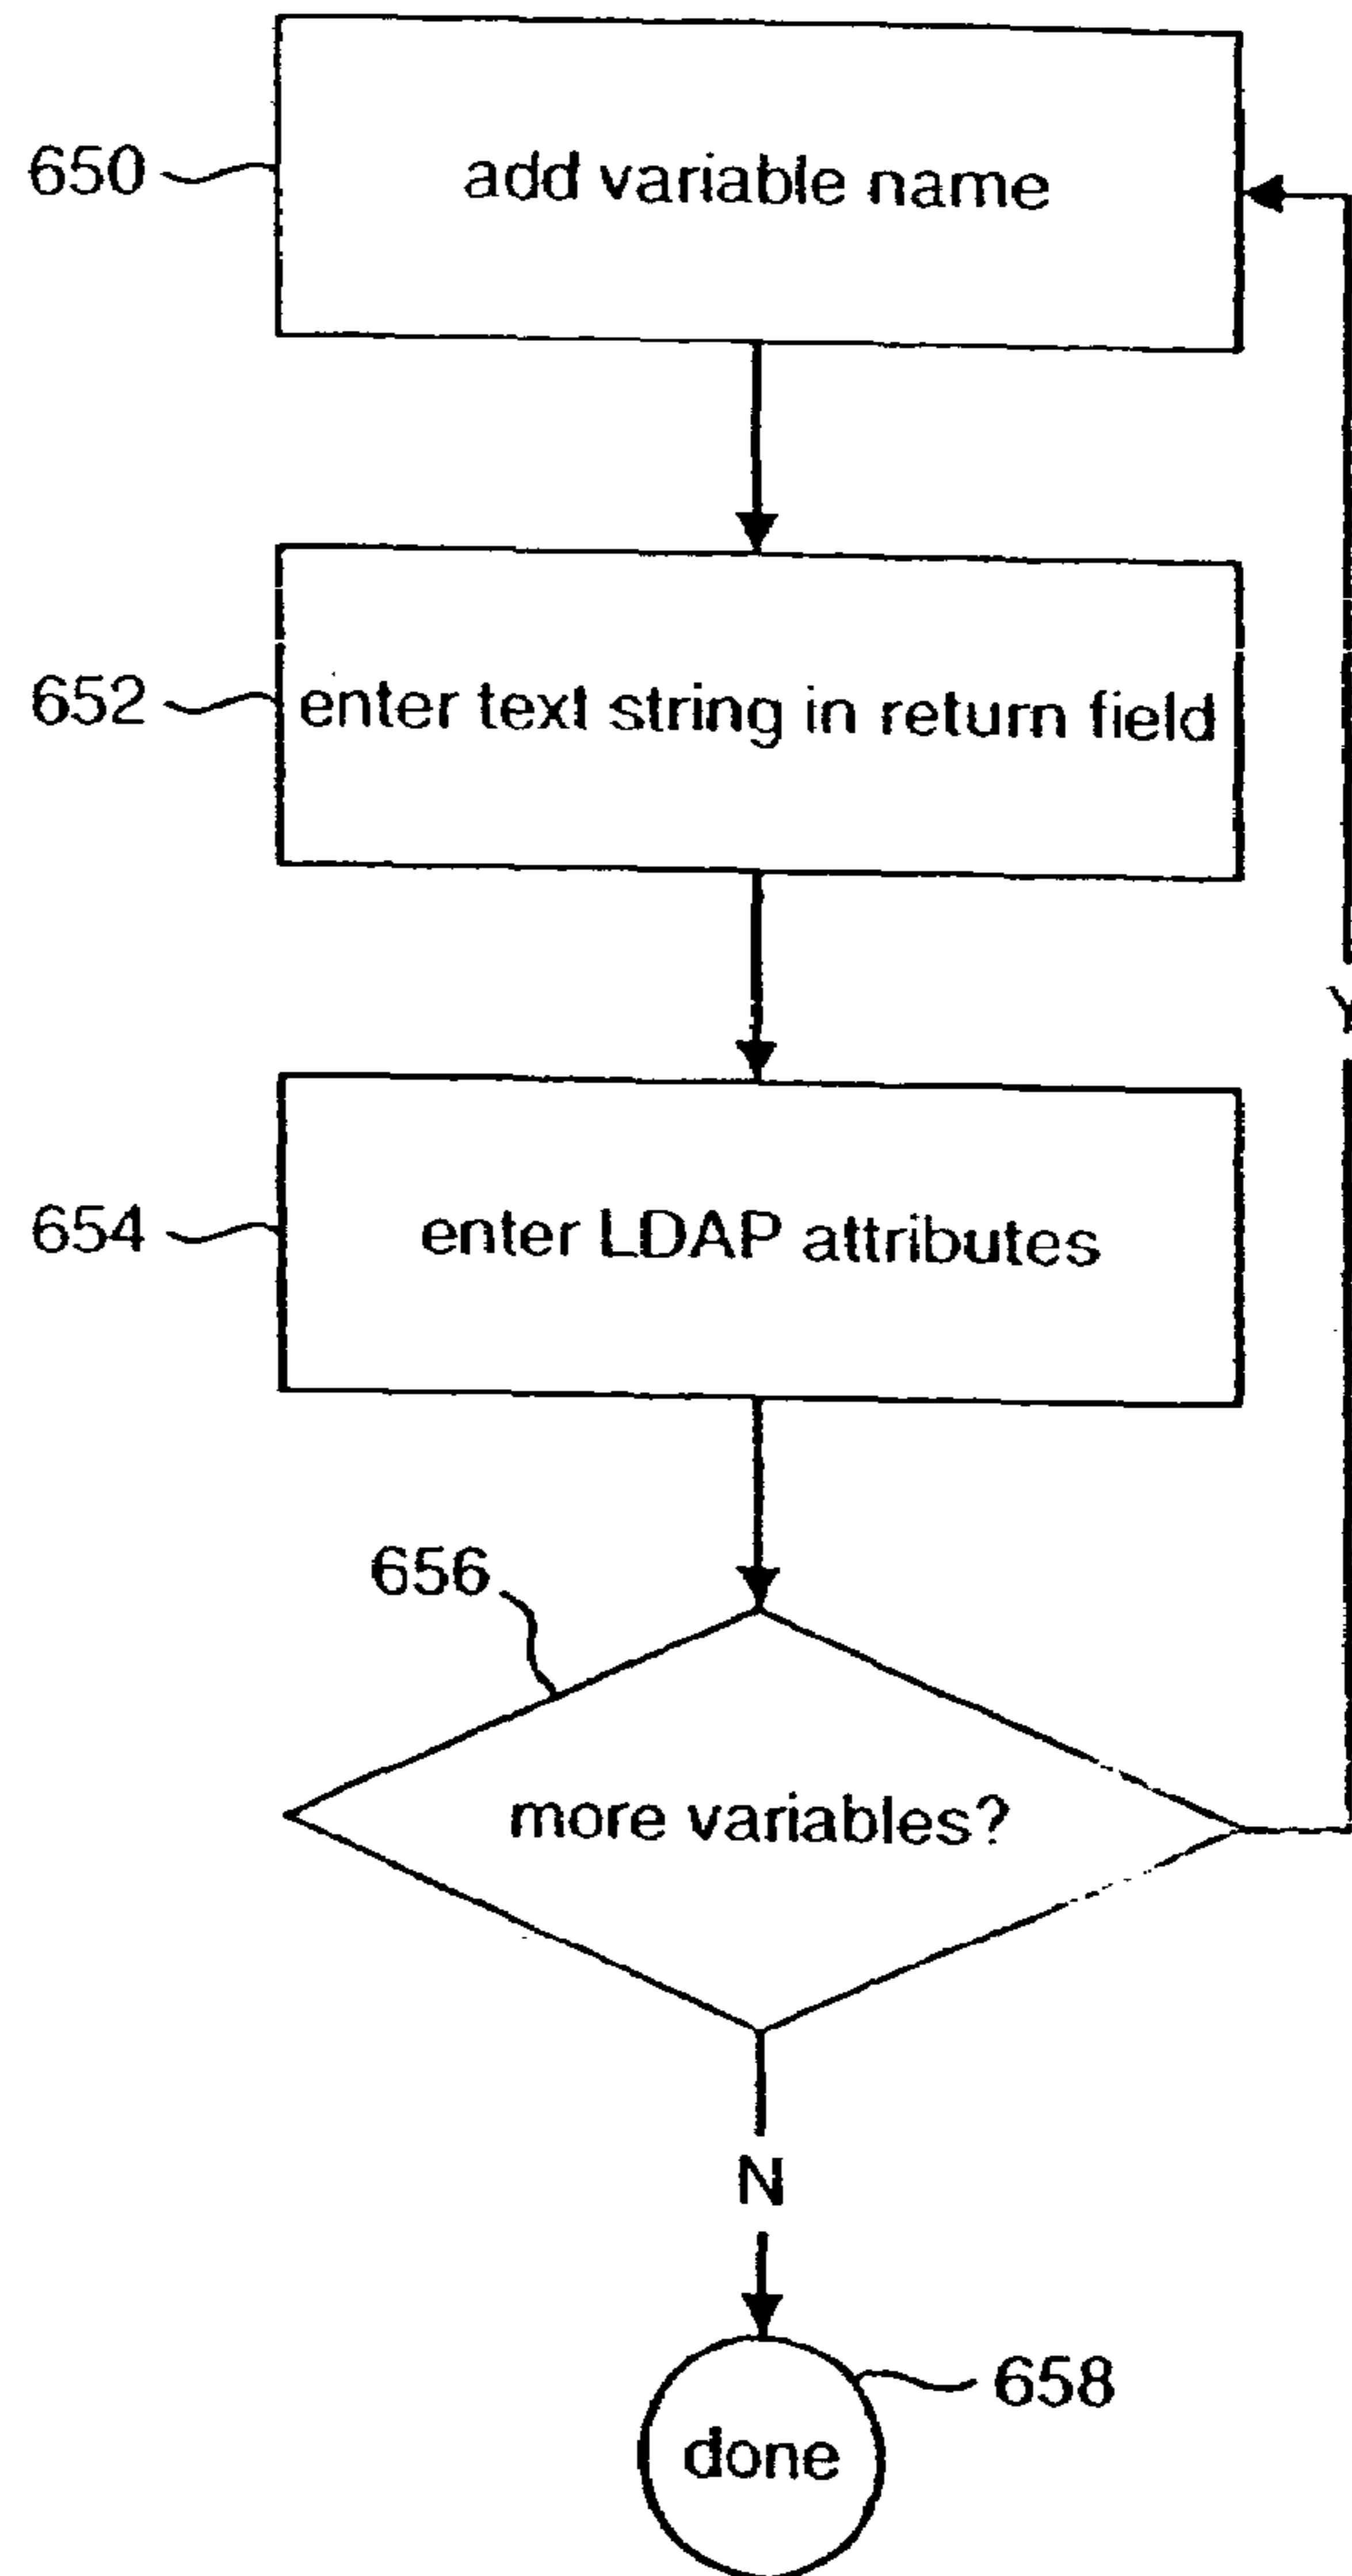 650
add variable name
652
enter text string in return field
Y
654
enter LDAP attributes
656
more variables?
N
658
done